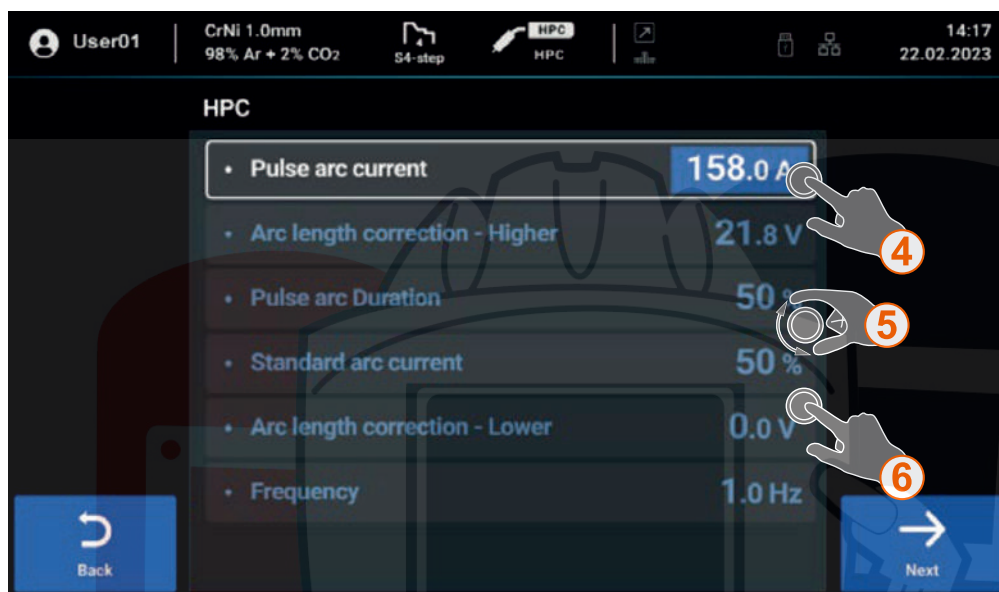 User01
CrNi 1.0mm
98% Ar + 2% CO2
S4-step
HPC
HPC
14:17
22.02.2023
HPC
• Pulse arc current 158.0 A
4
• Arc length correction - Higher 21.8 V
• Pulse arc Duration 50 %
5
• Standard arc current 50 %
• Arc length correction - Lower 0.0 V
6
• Frequency 1.0 Hz
Back
Next